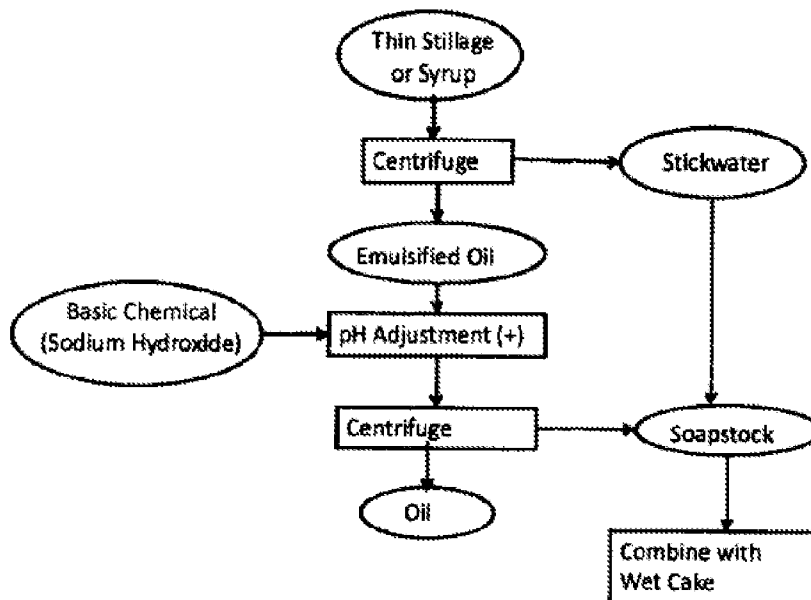 Thin Stillage
or Syrup
Centrifuge
Stickwater
Emulsified Oil
Basic Chemical
(Sodium Hydroxide)
pH Adjustment (+)
Centrifuge
Soapstock
Oil
Combine with
Wet Cake